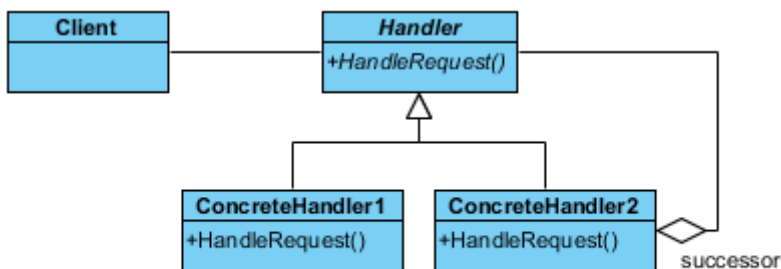 Client
Handler
+HandleRequest()
ConcreteHandler1
+HandleRequest()
ConcreteHandler2
+HandleRequest()
successor